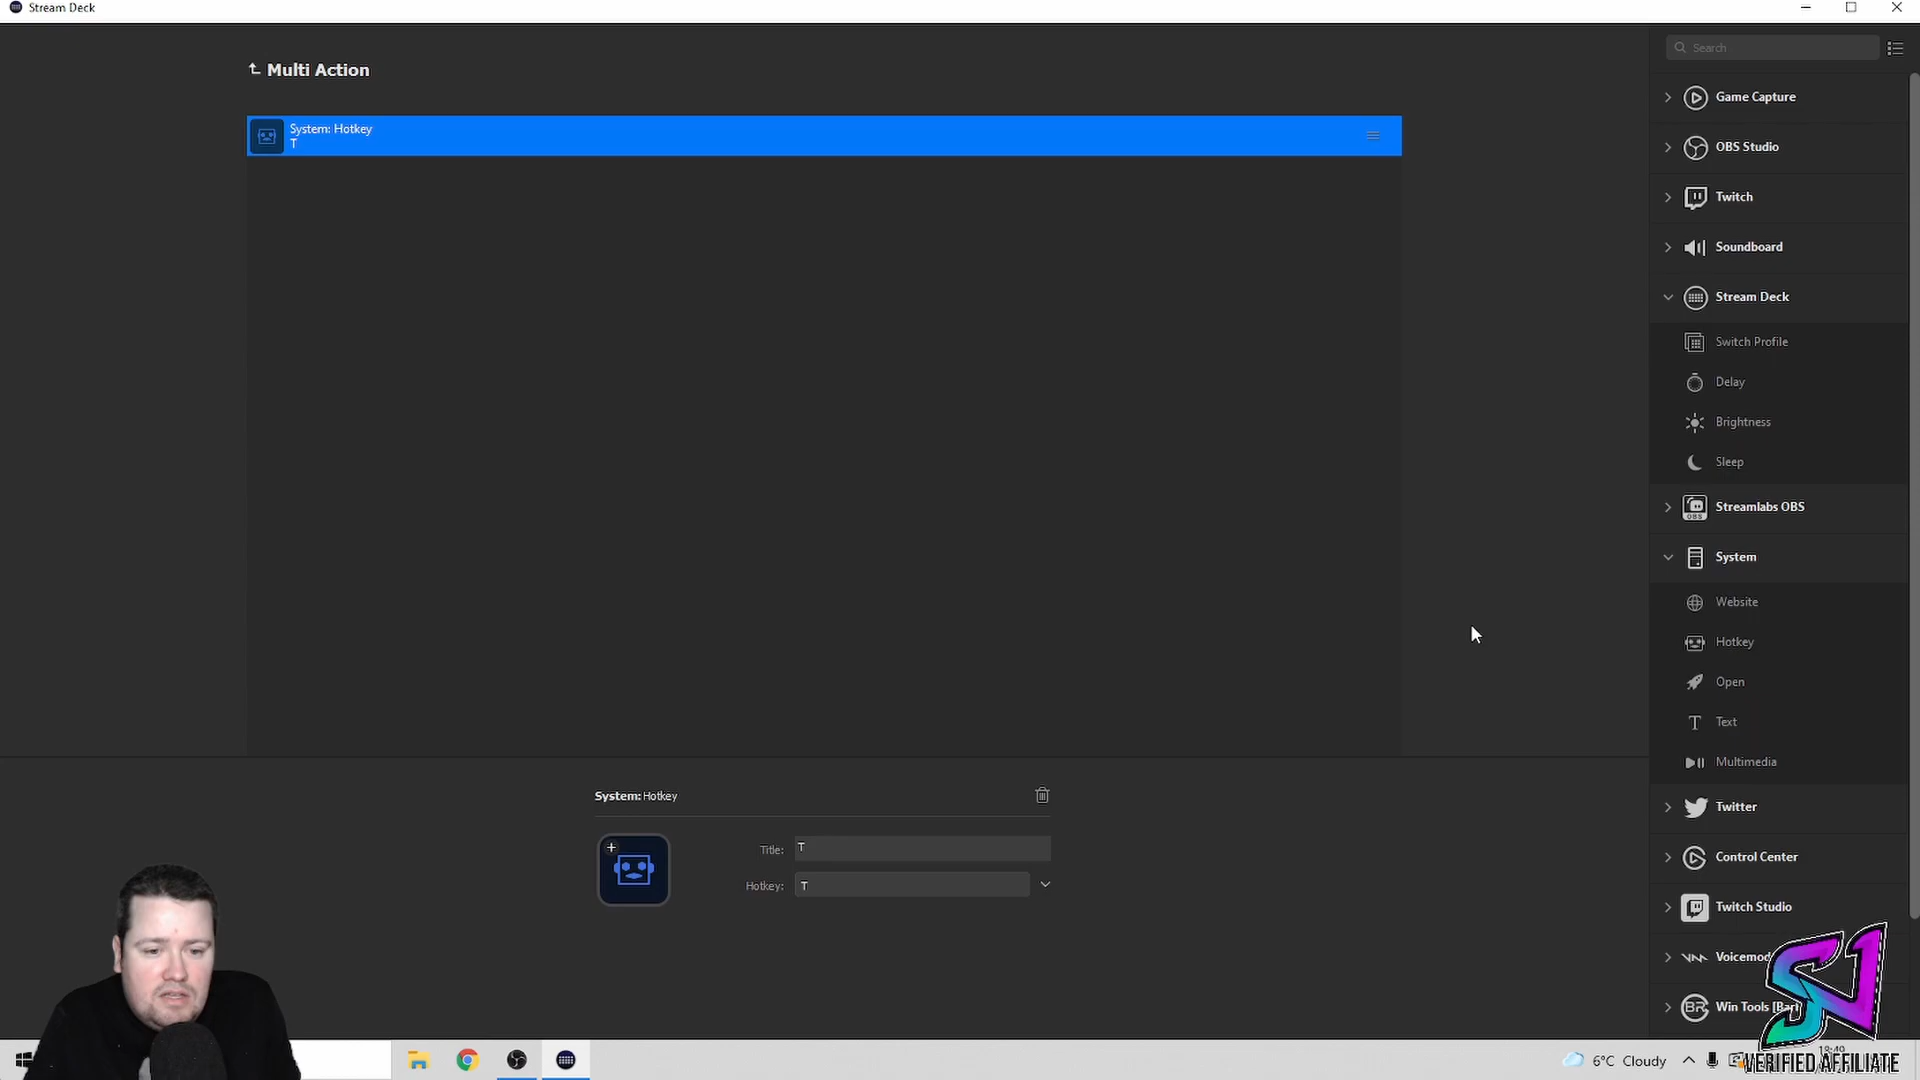 Stream Deck
Search
Multi Action
System: Hotkey
T
Game Capture
OBS Studio
Twitch
Soundboard
Stream Deck
Switch Profile
Delay
Brightness
Sleep
Streamlabs OBS
System
Website
Hotkey
Open
Text
Multimedia
Twitter
Control Center
Twitch Studio
Voicemod
Win Tools [Bar
System: Hotkey
Title: T
Hotkey: T
6°C Cloudy
VERIFIED AFFILIATE